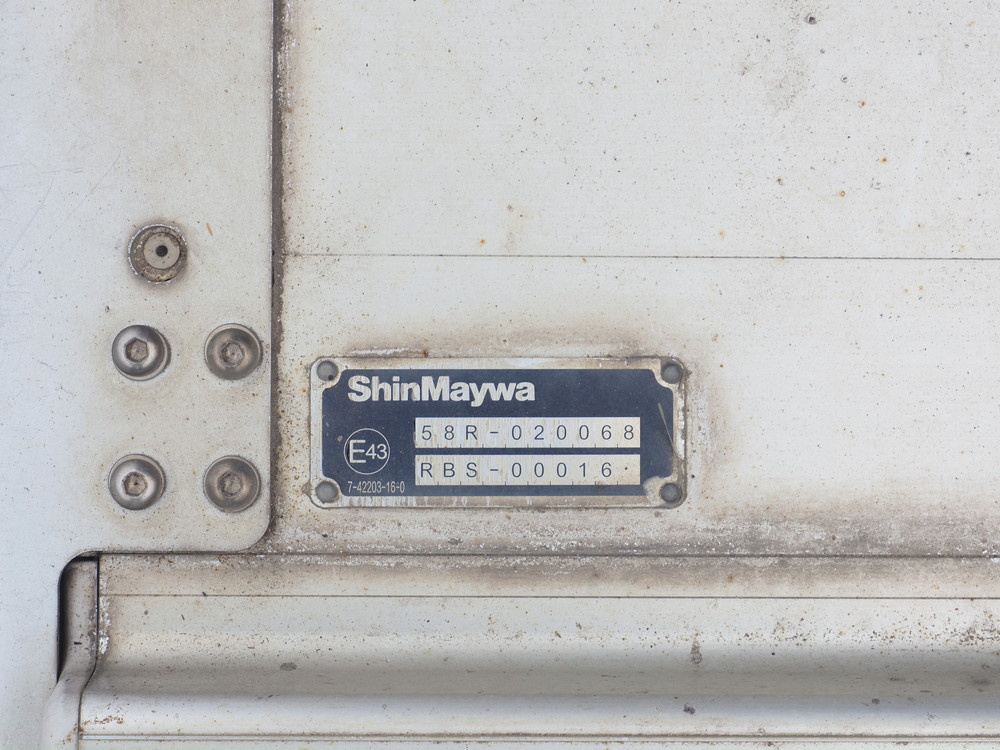 ShinMaywa
58R-020068
E43
RBS-00016
7-42203-16-0